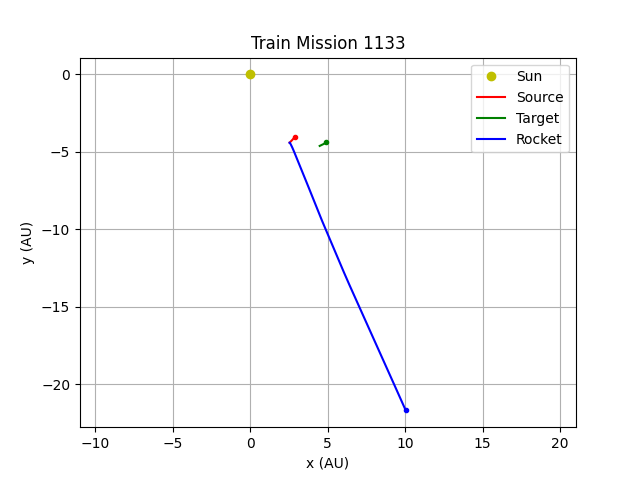 Train Mission 1133
Sun
Source
Target
Rocket
0
−5
−10
−15
−20
y (AU)
−10
−5
0
5
10
15
20
x (AU)